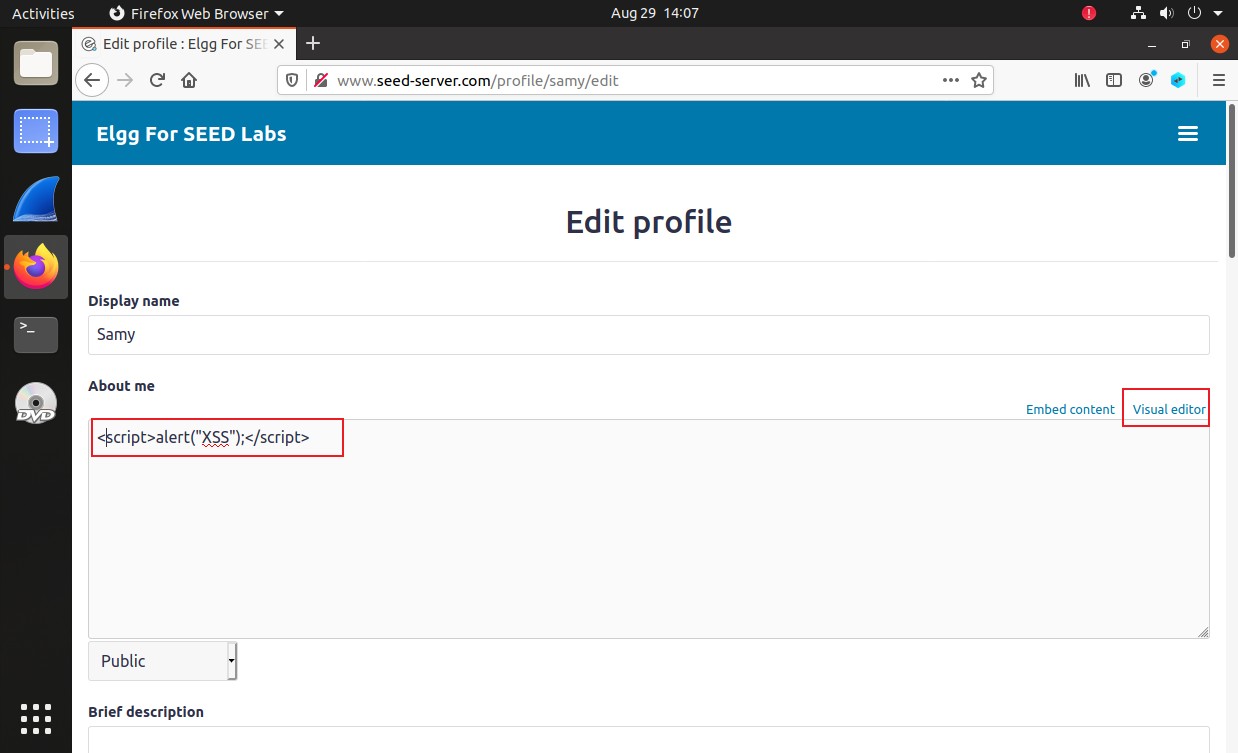 Activities Firefox Web Browser Aug 29 14:07
Edit profile : Elgg For SEE
www.seed-server.com/profile/samy/edit
Elgg For SEED Labs
Edit profile
Display name
Samy
About me
Embed content Visual editor
<script>alert("XSS");</script>
Public
Brief description
>_
DVD